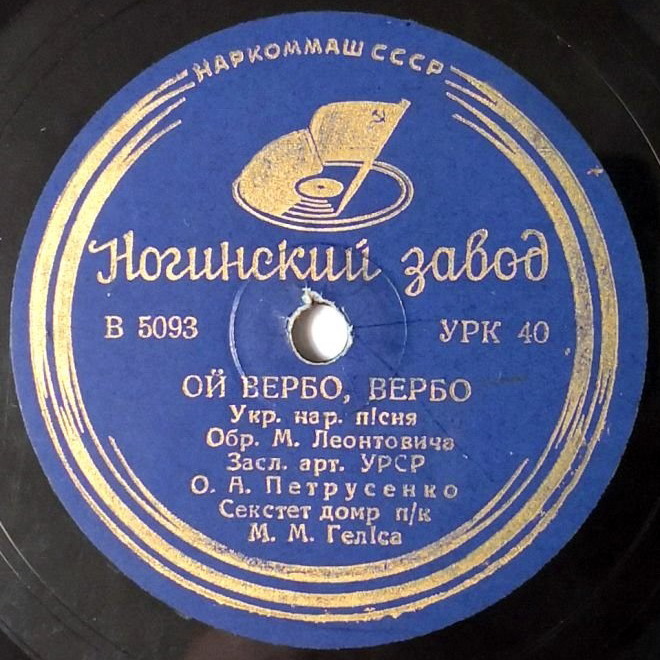 НАРКОММАШ СССР
Ногинский завод
В 5093
УРК 40
ОЙ ВЕРБО, ВЕРБО
Укр. нар. пісня
Обр. М. Леонтовича
Засл. арт. УРСР
О. А. Петрусенко
Секстет домр п/к
М. М. Геліса